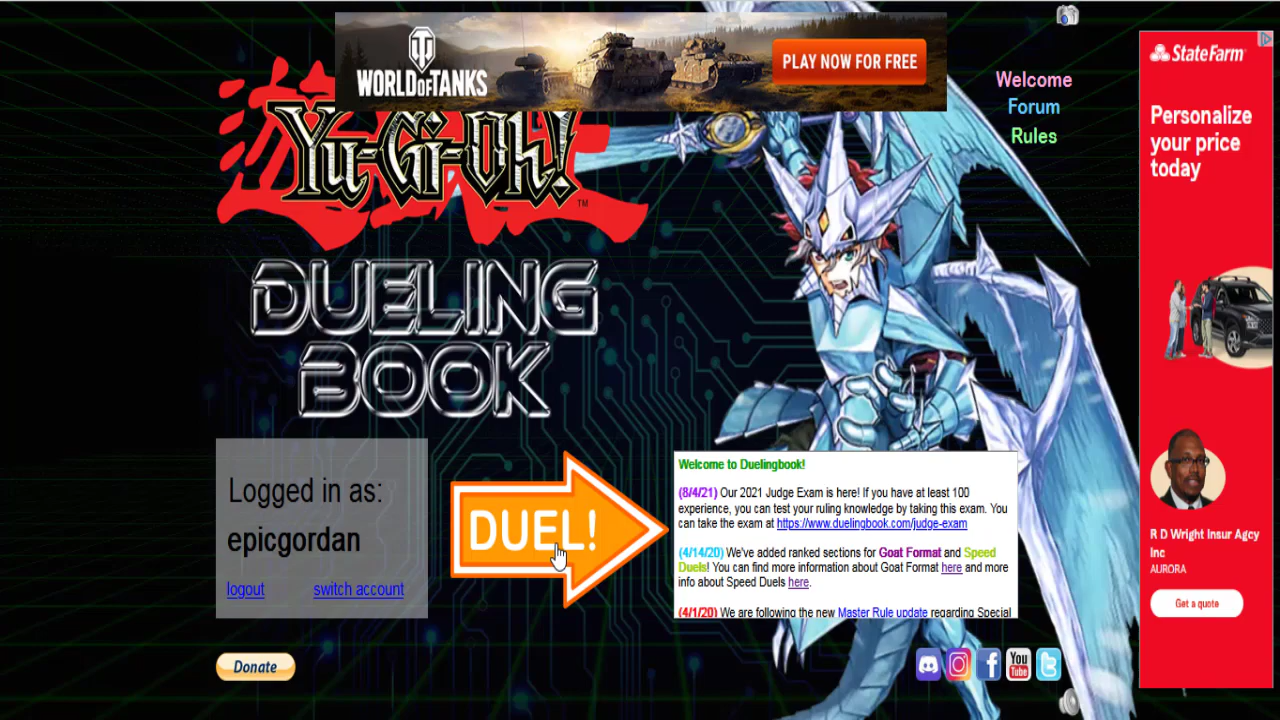 WORLD OF TANKS
PLAY NOW FOR FREE
遊
Yu-Gi-Oh!
TM
DUELING
BOOK
Welcome
Forum
Rules
StateFarm
Personalize
your price
today
Logged in as:
epicgordan
logout switch account
DUEL!
Welcome to Duelingbook!
(8/4/21) Our 2021 Judge Exam is here! If you have at least 100
experience, you can test your ruling knowledge by taking this exam. You
can take the exam at https://www.duelingbook.com/judge-exam
(4/14/20) We've added ranked sections for Goat Format and Speed
Duels! You can find more information about Goat Format here and more
info about Speed Duels here.
(4/1/20) We are following the new Master Rule update regarding Special
R D Wright Insur Agcy
Inc
AURORA
Get a quote
Donate
You
Tube